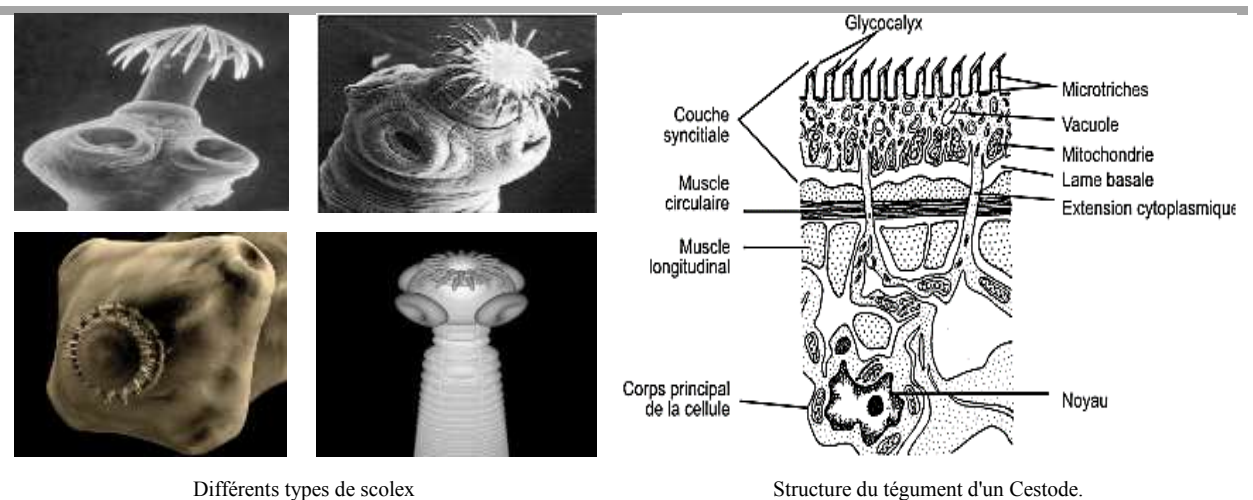 Glycocalyx
Couche
syncitiale
Muscle
circulaire
Muscle
longitudinal
Corps principal
de la cellule
Microtriches
Vacuole
Mitochondrie
Lame basale
Extension cytoplasmique
Noyau
Différents types de scolex
Structure du tégument d'un Cestode.